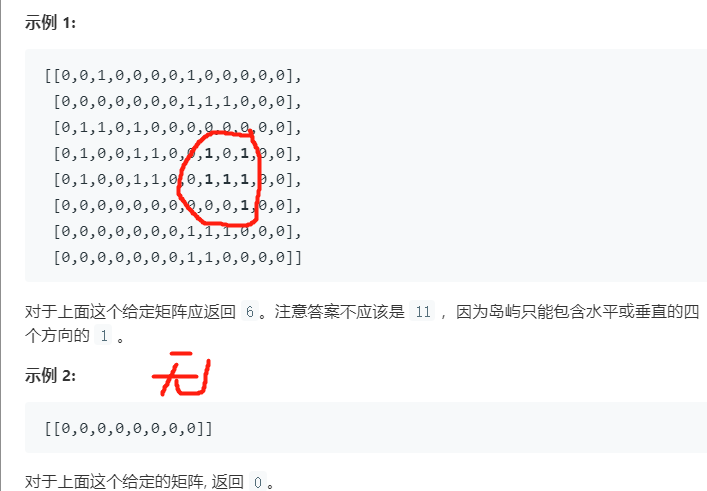 示例 1:
[[0,0,1,0,0,0,0,1,0,0,0,0,0],
[0,0,0,0,0,0,0,1,1,1,0,0,0],
[0,1,1,0,1,0,0,0,0,0,0,0,0],
[0,1,0,0,1,1,0,0,1,0,1,0,0],
[0,1,0,0,1,1,0,0,1,1,1,0,0],
[0,0,0,0,0,0,0,0,0,0,1,0,0],
[0,0,0,0,0,0,0,1,1,1,0,0,0],
[0,0,0,0,0,0,0,1,1,0,0,0,0]]
对于上面这个给定矩阵应返回 6。注意答案不应该是 11 ，因为岛屿只能包含水平或垂直的四
个方向的 1 。
无
示例 2:
[[0,0,0,0,0,0,0,0]]
对于上面这个给定的矩阵, 返回 0。